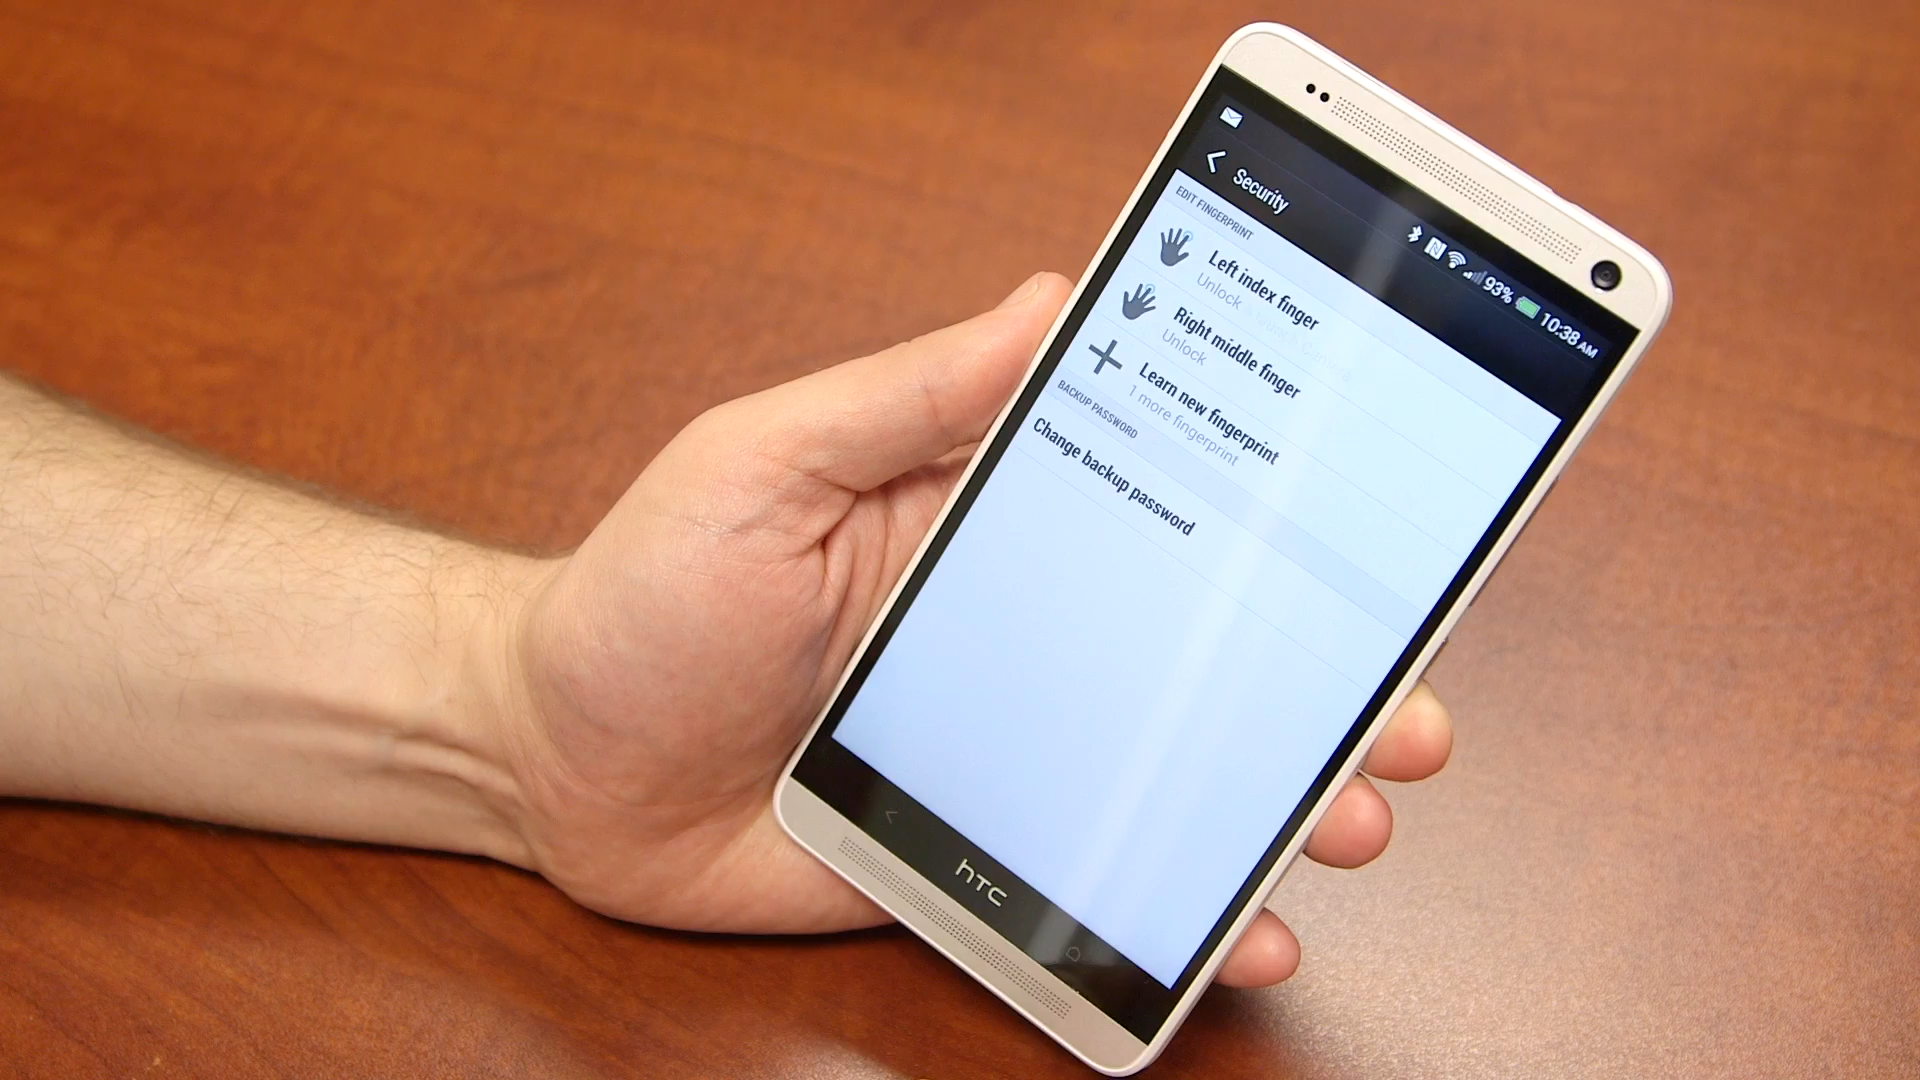 93% 10:38 AM
Security
EDIT FINGERPRINT
Left index finger
Unlock
Right middle finger
Unlock
Learn new fingerprint
1 more fingerprint
BACKUP PASSWORD
Change backup password
hTC